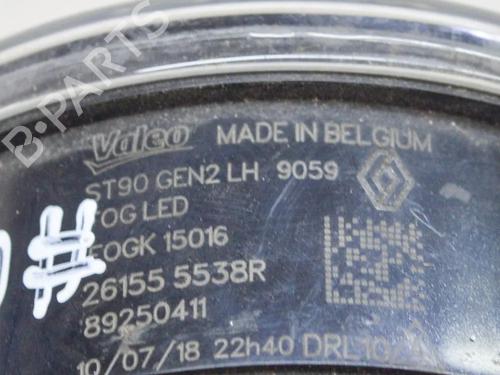 B-PARTS
Valeo MADE IN BELGIUM
ST90 GEN2 LH. 9059
FOG LED
FOGK 15016
#
26155 5538R
89250411
10/07/18 22h40 DRL10